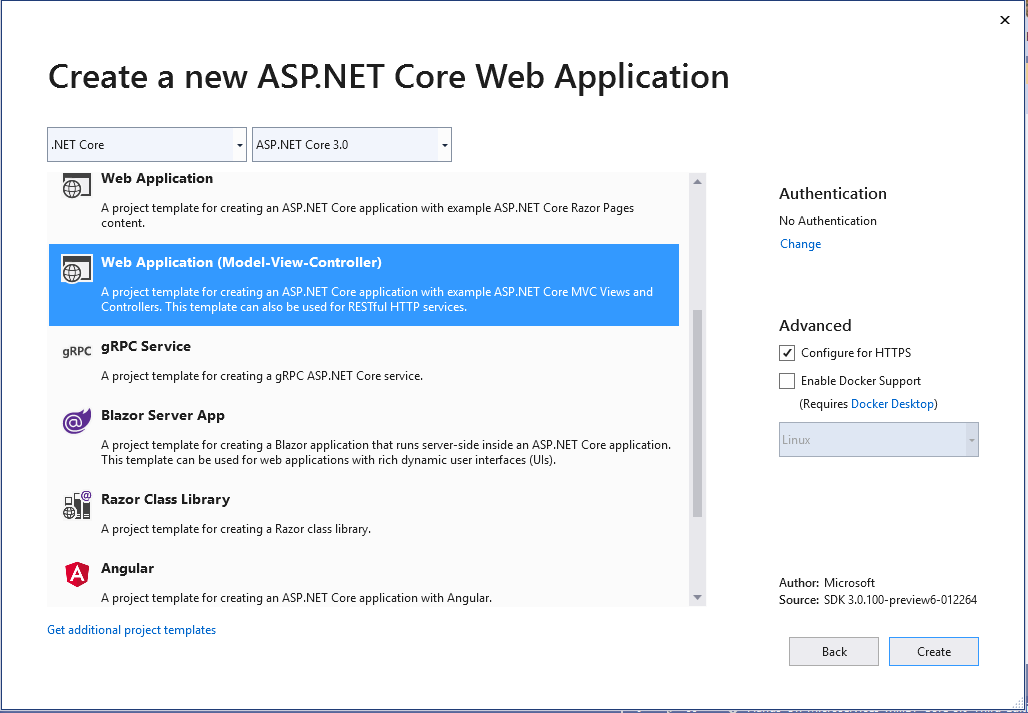 Create a new ASP.NET Core Web Application
.NET Core
ASP.NET Core 3.0
Web Application
A project template for creating an ASP.NET Core application with example ASP.NET Core Razor Pages
content.
Web Application (Model-View-Controller)
A project template for creating an ASP.NET Core application with example ASP.NET Core MVC Views and
Controllers. This template can also be used for RESTful HTTP services.
gRPC
gRPC Service
A project template for creating a gRPC ASP.NET Core service.
Blazor Server App
A project template for creating a Blazor application that runs server-side inside an ASP.NET Core application.
This template can be used for web applications with rich dynamic user interfaces (UIs).
Razor Class Library
A project template for creating a Razor class library.
Angular
A project template for creating an ASP.NET Core application with Angular.
Get additional project templates
Authentication
No Authentication
Change
Advanced
Configure for HTTPS
Enable Docker Support
(Requires Docker Desktop)
Linux
Author: Microsoft
Source: SDK 3.0.100-preview6-012264
Back
Create